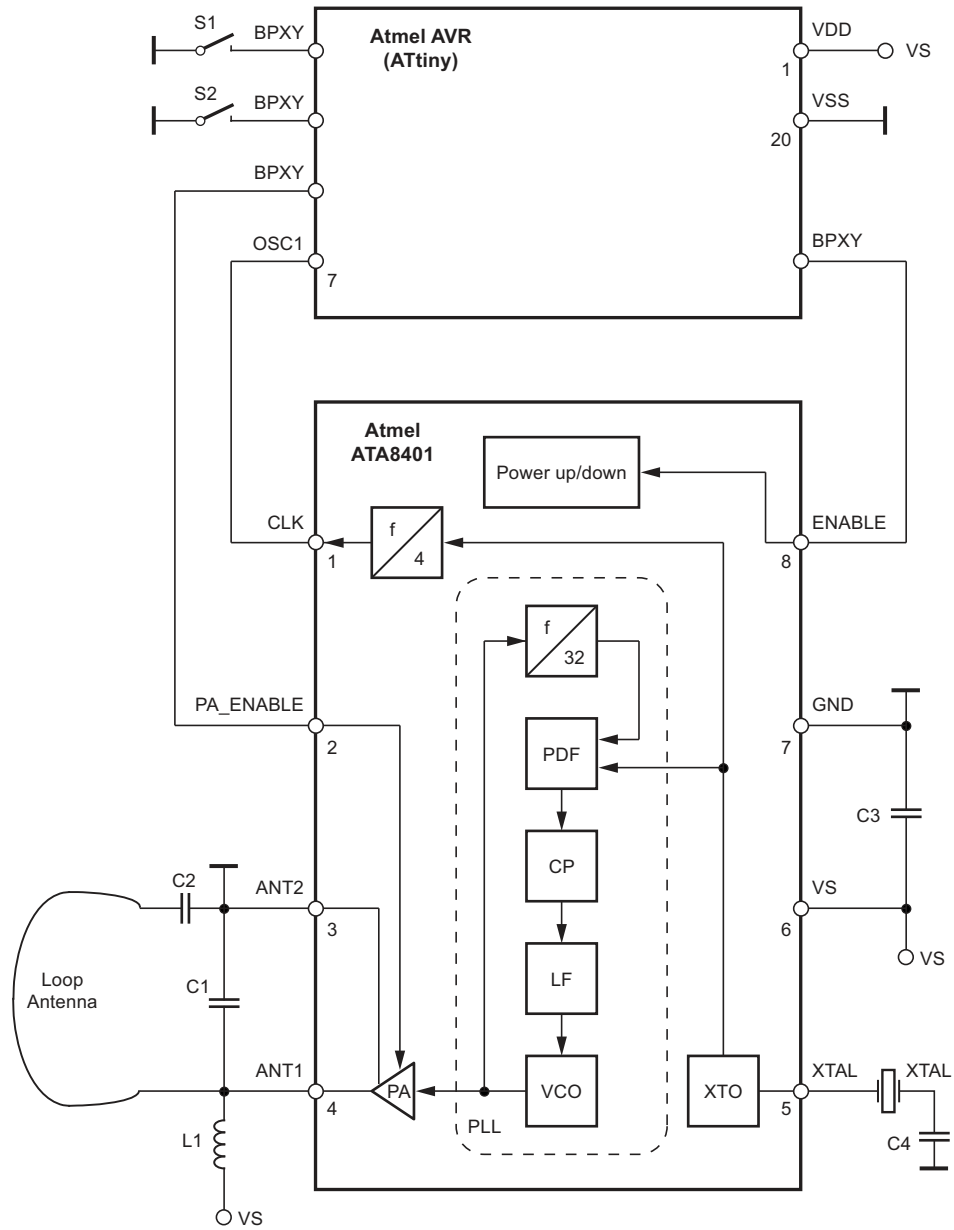 S1
BPXY
Atmel AVR
(ATtiny)
VDD
1
VS
S2
BPXY
VSS
20
BPXY
OSC1
7
BPXY
Atmel
ATA8401
Power up/down
CLK
1
f
4
ENABLE
8
f
32
PA_ENABLE
2
GND
7
PDF
C3
CP
C2
ANT2
3
VS
6
VS
Loop
Antenna
C1
LF
ANT1
4
PA
VCO
XTO
XTAL
5
XTAL
PLL
L1
C4
VS